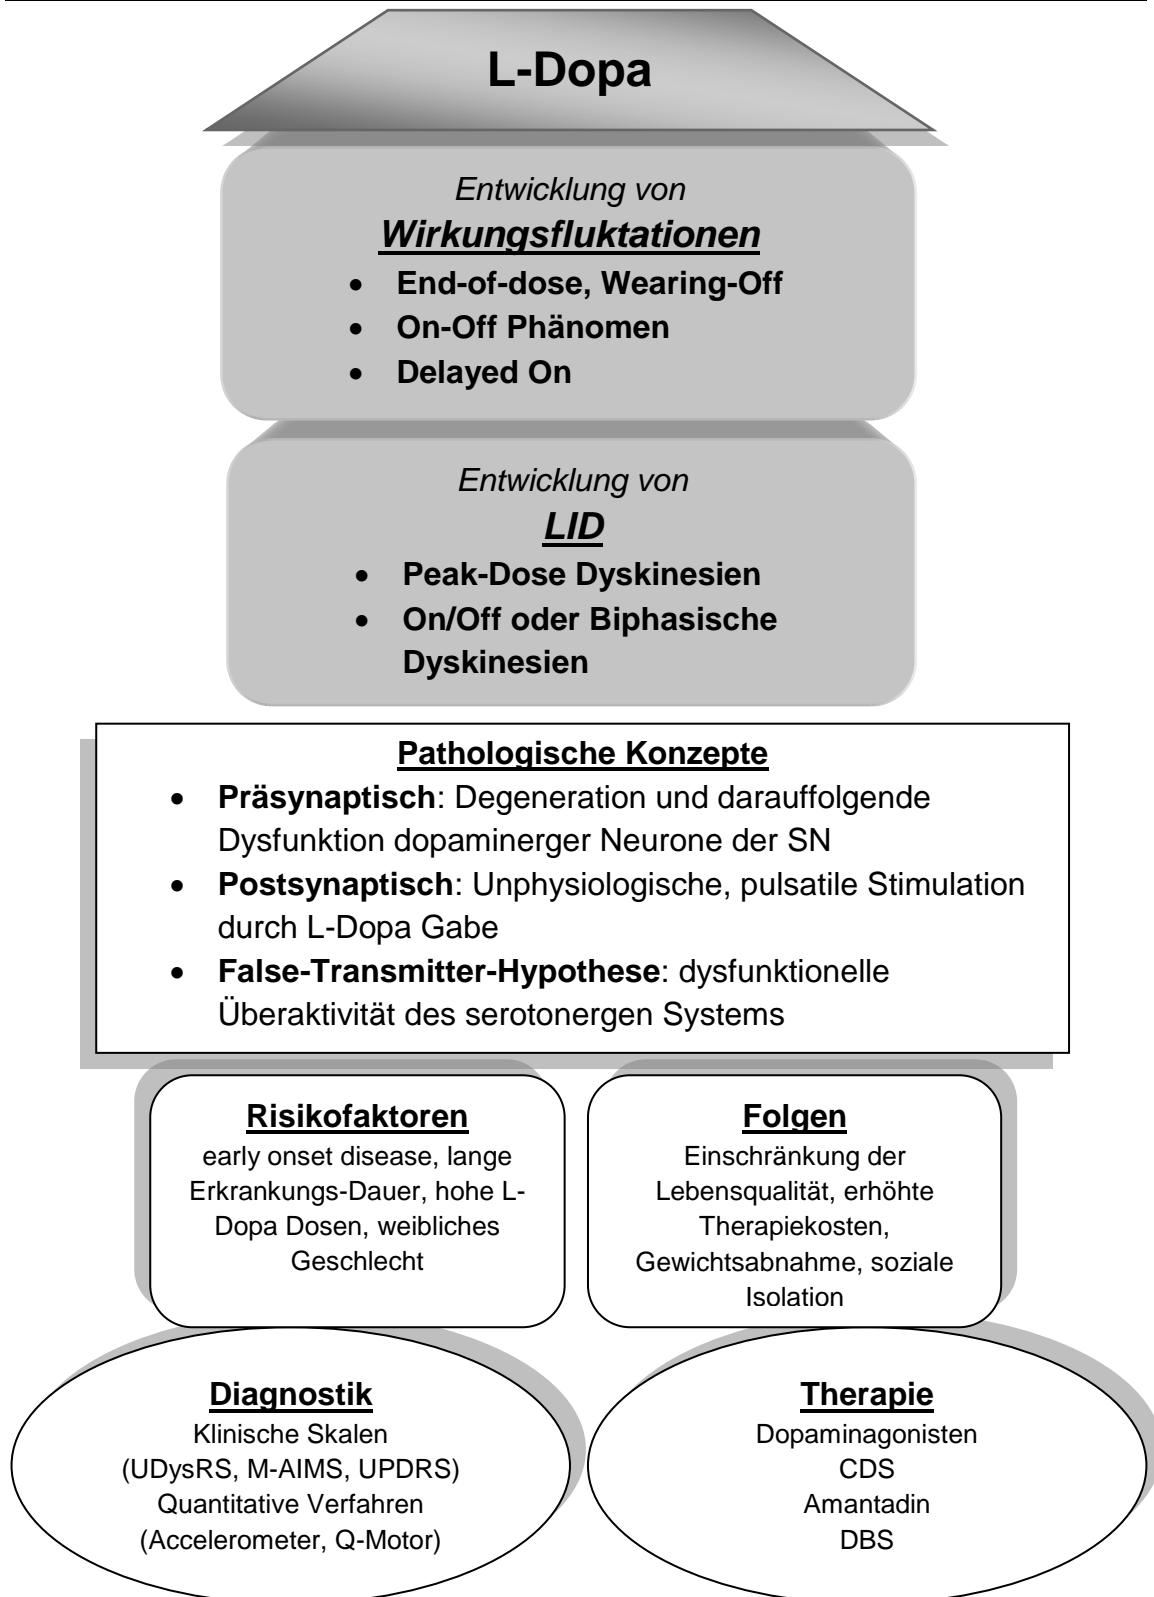 L-Dopa
Entwicklung von
Wirkungsfluktationen
• End-of-dose, Wearing-Off
• On-Off Phänomen
• Delayed On
Entwicklung von
LID
• Peak-Dose Dyskinesien
• On/Off oder Biphasische
Dyskinesien
Pathologische Konzepte
• Präsynaptisch: Degeneration und darauffolgende
Dysfunktion dopaminerger Neurone der SN
• Postsynaptisch: Unphysiologische, pulsatile Stimulation
durch L-Dopa Gabe
• False-Transmitter-Hypothese: dysfunktionelle
Überaktivität des serotonergen Systems
Risikofaktoren
early onset disease, lange
Erkrankungs-Dauer, hohe L-
Dopa Dosen, weibliches
Geschlecht
Folgen
Einschränkung der
Lebensqualität, erhöhte
Therapiekosten,
Gewichtsabnahme, soziale
Isolation
Diagnostik
Klinische Skalen
(UDysRS, M-AIMS, UPDRS)
Quantitative Verfahren
(Accelerometer, Q-Motor)
Therapie
Dopaminagonisten
CDS
Amantadin
DBS